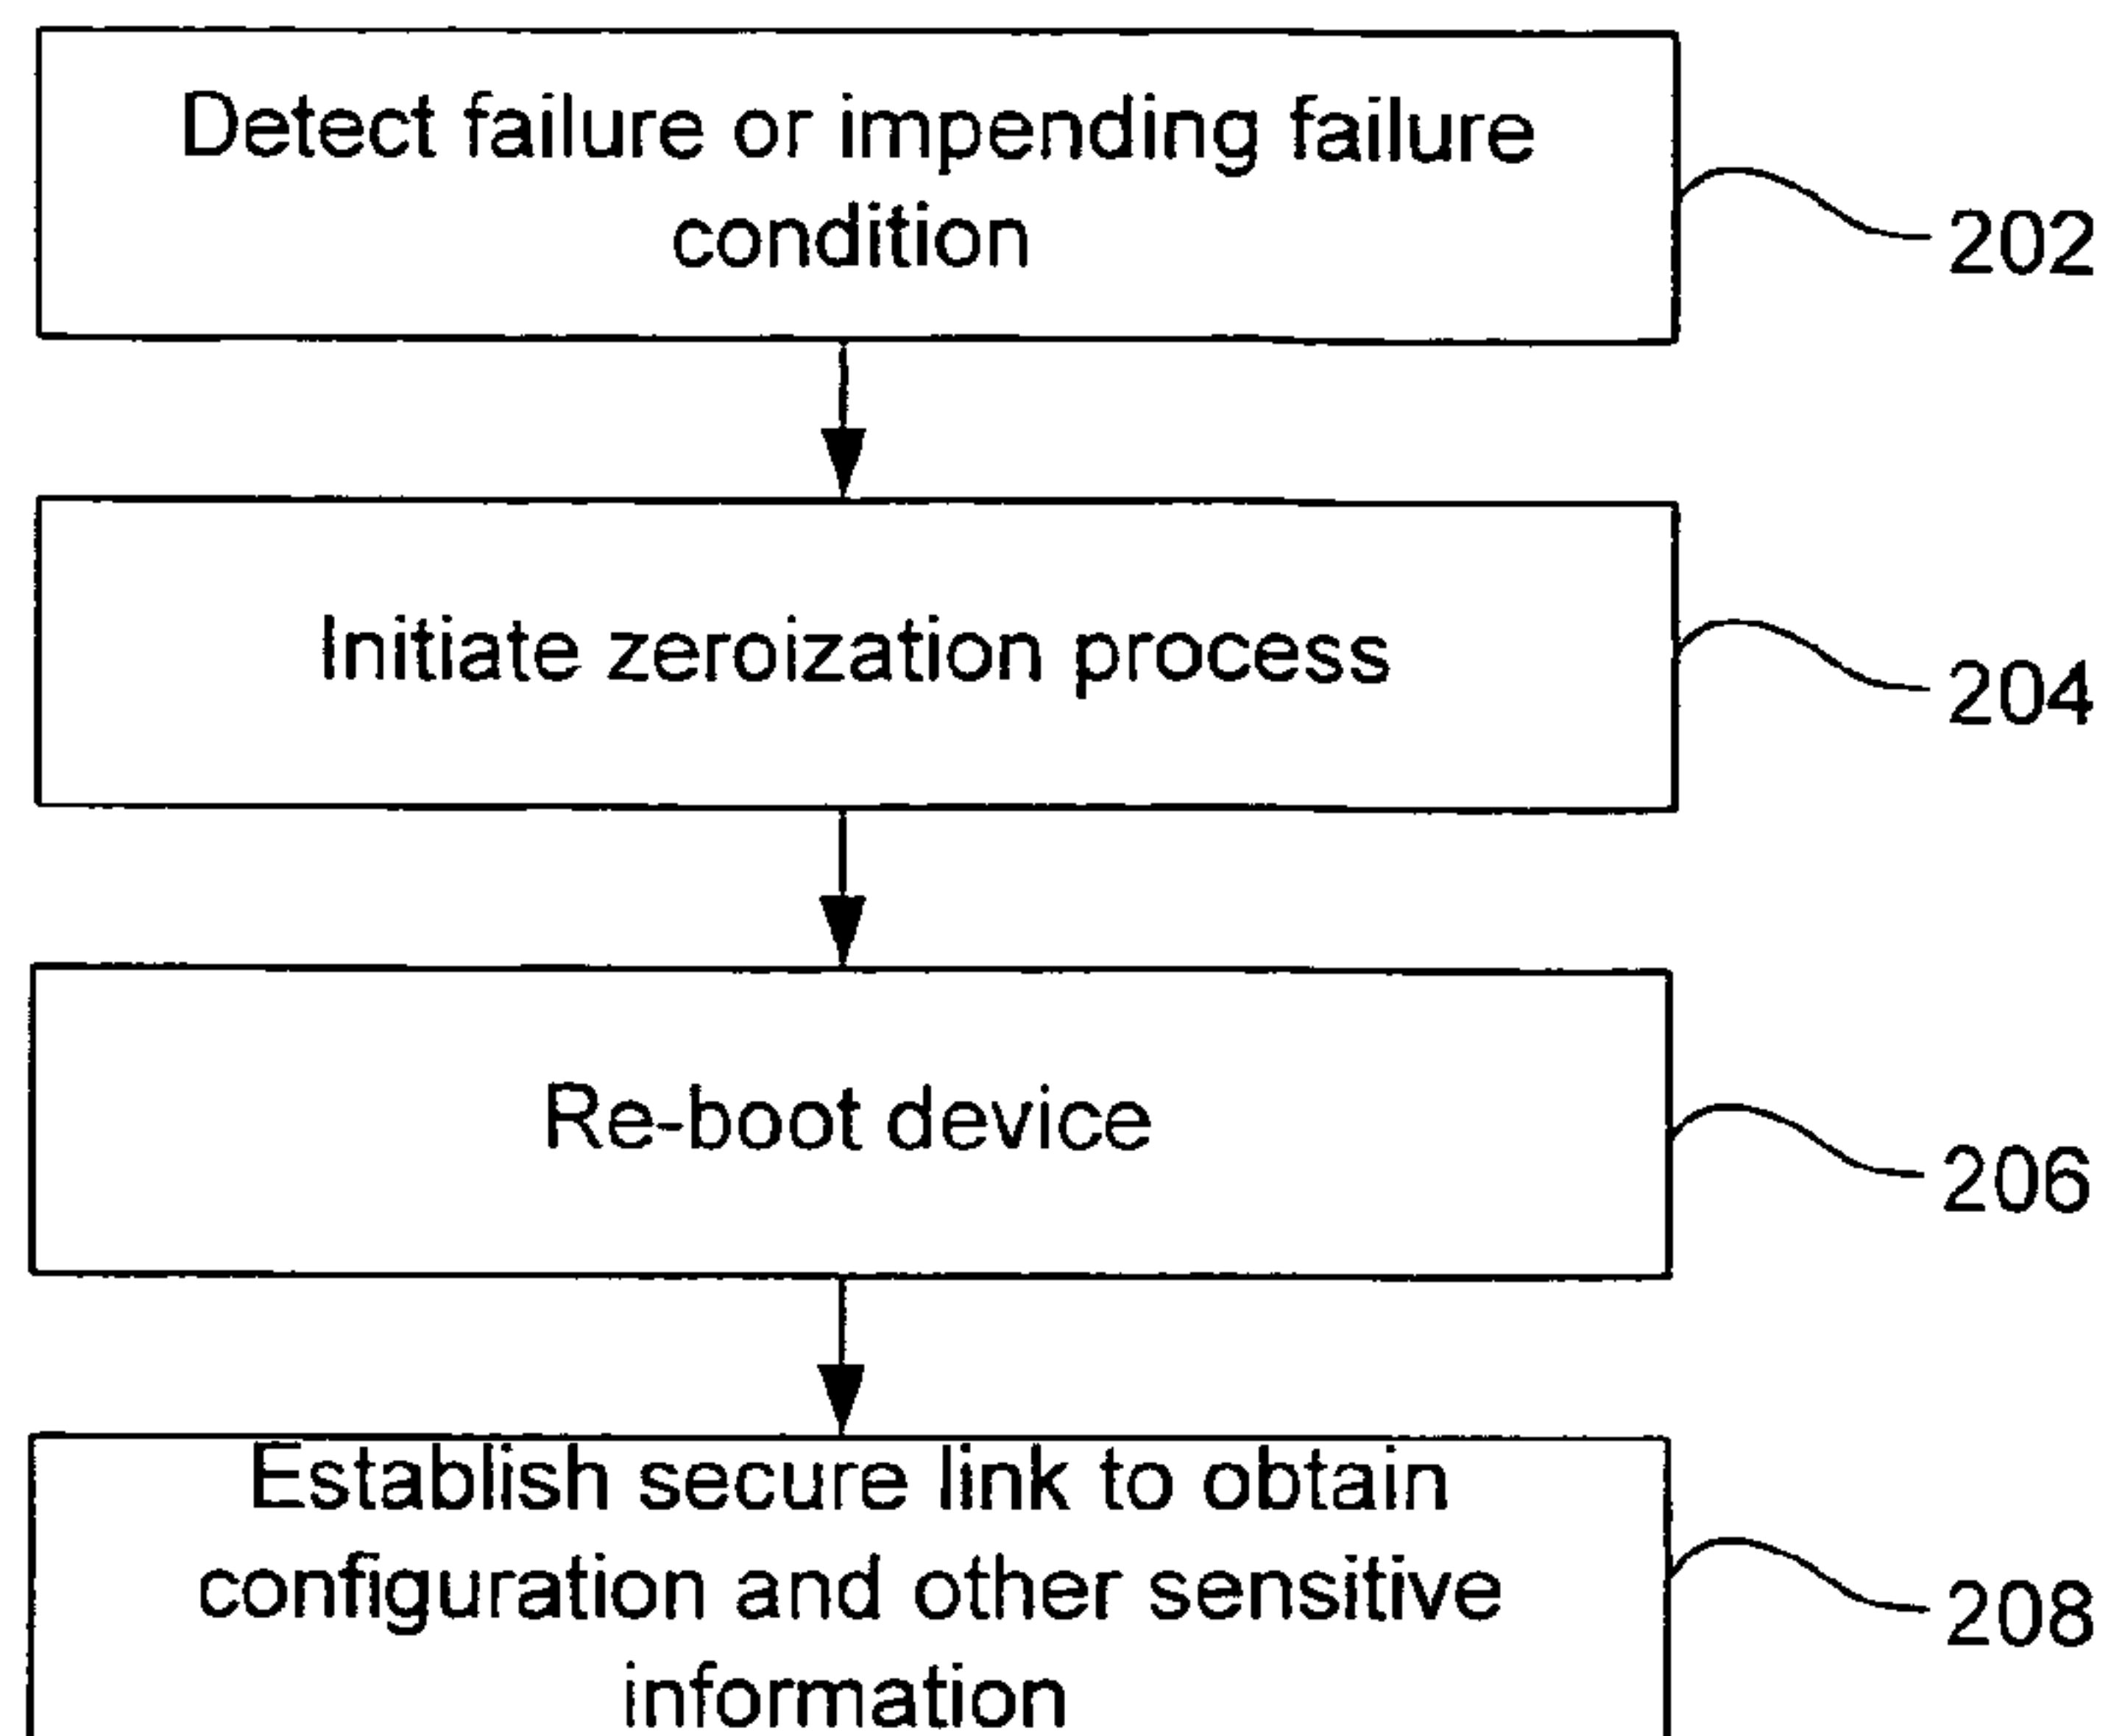 Detect failure or impending failure
condition
202
Initiate zeroization process
204
Re-boot device
206
Establish secure link to obtain
configuration and other sensitive
information
208